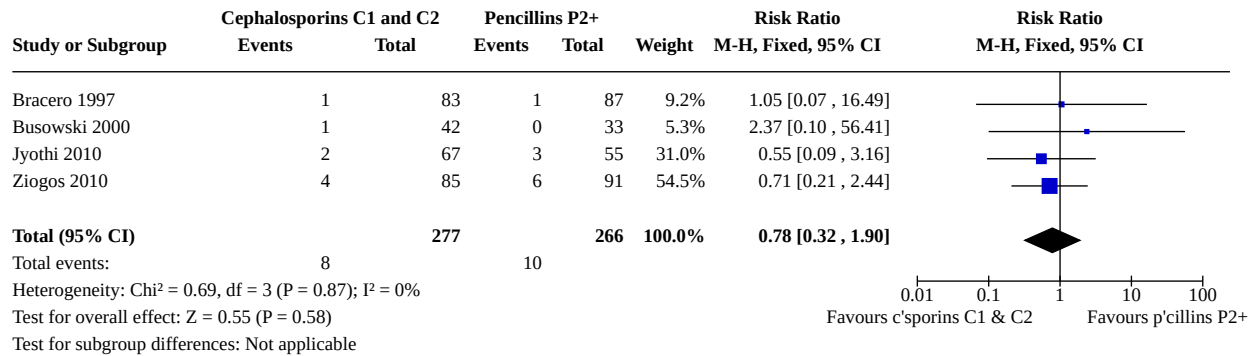 Cephalosporins C1 and C2 Pencillins P2+ Risk Ratio Risk Ratio
Study or Subgroup Events Total Events Total Weight M-H, Fixed, 95% CI M-H, Fixed, 95% CI
Bracero 1997 1 83 1 87 9.2% 1.05 [0.07 , 16.49]
Busowski 2000 1 42 0 33 5.3% 2.37 [0.10 , 56.41]
Jyothi 2010 2 67 3 55 31.0% 0.55 [0.09 , 3.16]
Ziogos 2010 4 85 6 91 54.5% 0.71 [0.21 , 2.44]
Total (95% CI) 277 266 100.0% 0.78 [0.32 , 1.90]
Total events: 8 10
Heterogeneity: Chi² = 0.69, df = 3 (P = 0.87); I² = 0%
0.01 0.1 1 10 100
Test for overall effect: Z = 0.55 (P = 0.58) Favours c'sporins C1 & C2 Favours p'cillins P2+
Test for subgroup differences: Not applicable